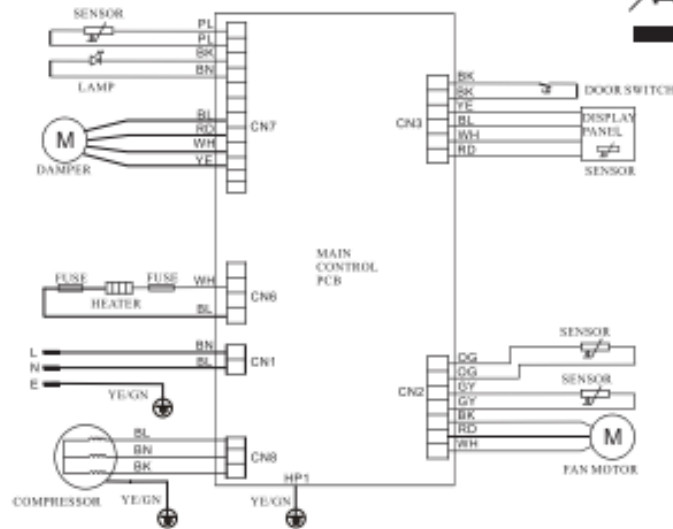 SENSOR
PL
PL
BK
BN
LAMP
BL
RD
WH
YE
CN7
M
DAMPER
BK
BK
YE
BL
WH
RD
CN3
DOOR SWITCH
DISPLAY
PANEL
SENSOR
MAIN
CONTROL
PCB
FUSE
FUSE
HEATER
WH
BL
CN6
L
N
E
BN
BL
CN1
YE/GN
BL
BN
BK
CN8
COMPRESSOR
YE/GN
HP1
YE/GN
OG
OG
GY
GY
BK
RD
WH
CN2
SENSOR
SENSOR
M
FAN MOTOR